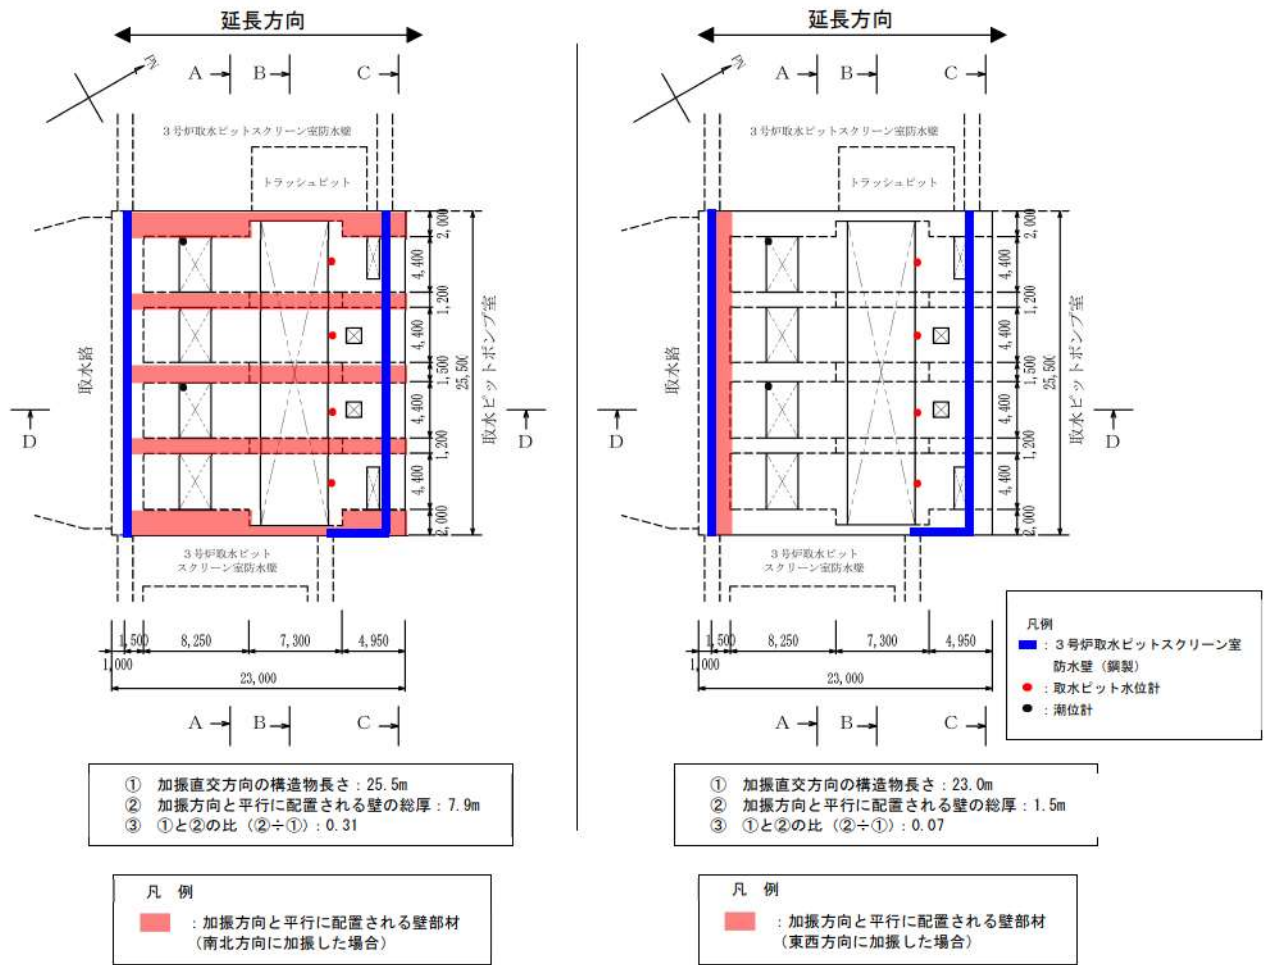 延長方向
PN
A
B
C
3号炉取水ピットスクリーン室防水壁
トラッシュピット
取水路
取水ピットポンプ室
2,000
4,400
1,200
4,400
1,500
4,400
1,200
4,400
2,000
25,500
D
D
3号炉取水ピット
スクリーン室防水壁
1,500
8,250
7,300
4,950
1,000
23,000
A
B
C
① 加振直交方向の構造物長さ：25.5m
② 加振方向と平行に配置される壁の総厚：7.9m
③ ①と②の比（②÷①）：0.31
凡 例
：加振方向と平行に配置される壁部材
（南北方向に加振した場合）
延長方向
PN
A
B
C
3号炉取水ピットスクリーン室防水壁
トラッシュピット
取水路
取水ピットポンプ室
2,000
4,400
1,200
4,400
1,500
4,400
1,200
4,400
2,000
25,500
D
D
3号炉取水ピット
スクリーン室防水壁
1,500
8,250
7,300
4,950
1,000
23,000
A
B
C
凡例
：３号炉取水ピットスクリーン室
防水壁（鋼製）
：取水ピット水位計
：潮位計
① 加振直交方向の構造物長さ：23.0m
② 加振方向と平行に配置される壁の総厚：1.5m
③ ①と②の比（②÷①）：0.07
凡 例
：加振方向と平行に配置される壁部材
（東西方向に加振した場合）